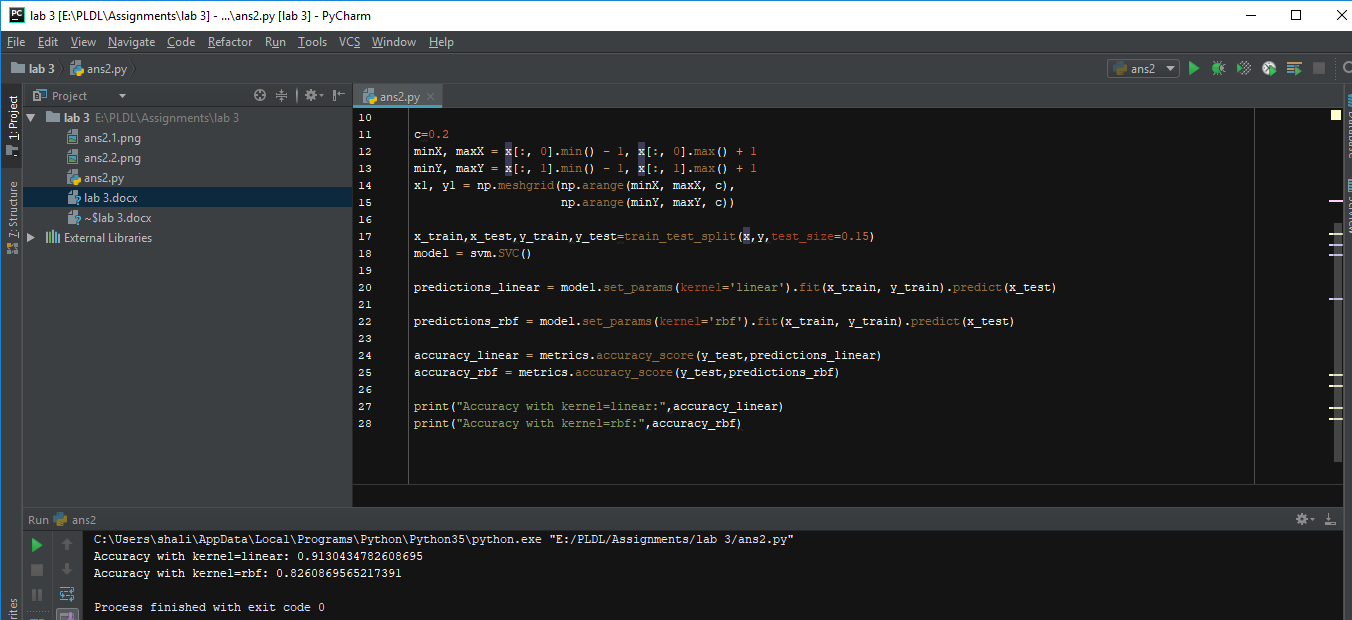 PC lab 3 [E:\PLDL\Assignments\lab 3] - ...\ans2.py [lab 3] - PyCharm
File Edit View Navigate Code Refactor Run Tools VCS Window Help
lab 3 ans2.py ans2
1: Project
7: Structure
Project
lab 3 E:\PLDL\Assignments\lab 3
ans2.1.png
ans2.2.png
ans2.py
lab 3.docx
~$lab 3.docx
External Libraries
ans2.py
10
11 c=0.2
12 minX, maxX = x[:, 0].min() - 1, x[:, 0].max() + 1
13 minY, maxY = x[:, 1].min() - 1, x[:, 1].max() + 1
14 x1, y1 = np.meshgrid(np.arange(minX, maxX, c),
15 np.arange(minY, maxY, c))
16
17 x_train,x_test,y_train,y_test=train_test_split(x,y,test_size=0.15)
18 model = svm.SVC()
19
20 predictions_linear = model.set_params(kernel='linear').fit(x_train, y_train).predict(x_test)
21
22 predictions_rbf = model.set_params(kernel='rbf').fit(x_train, y_train).predict(x_test)
23
24 accuracy_linear = metrics.accuracy_score(y_test,predictions_linear)
25 accuracy_rbf = metrics.accuracy_score(y_test,predictions_rbf)
26
27 print("Accuracy with kernel=linear:",accuracy_linear)
28 print("Accuracy with kernel=rbf:",accuracy_rbf)
Run ans2
C:\Users\shali\AppData\Local\Programs\Python\Python35\python.exe "E:/PLDL/Assignments/lab 3/ans2.py"
Accuracy with kernel=linear: 0.9130434782608695
Accuracy with kernel=rbf: 0.8260869565217391
Process finished with exit code 0